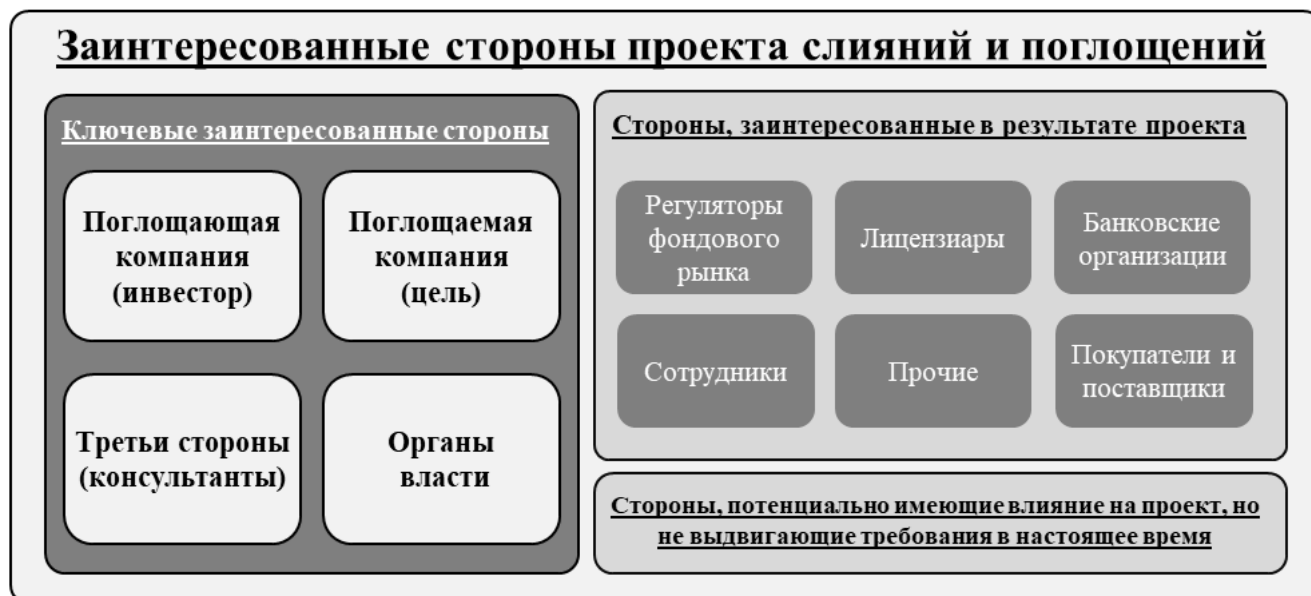 Заинтересованные стороны проекта слияний и поглощений
Ключевые заинтересованные стороны
Поглощающая
компания
(инвестор)
Поглощаемая
компания
(цель)
Третьи стороны
(консультанты)
Органы
власти
Стороны, заинтересованные в результате проекта
Регуляторы
фондового
рынка
Лицензиары
Банковские
организации
Сотрудники
Прочие
Покупатели и
поставщики
Стороны, потенциально имеющие влияние на проект, но
не выдвигающие требования в настоящее время